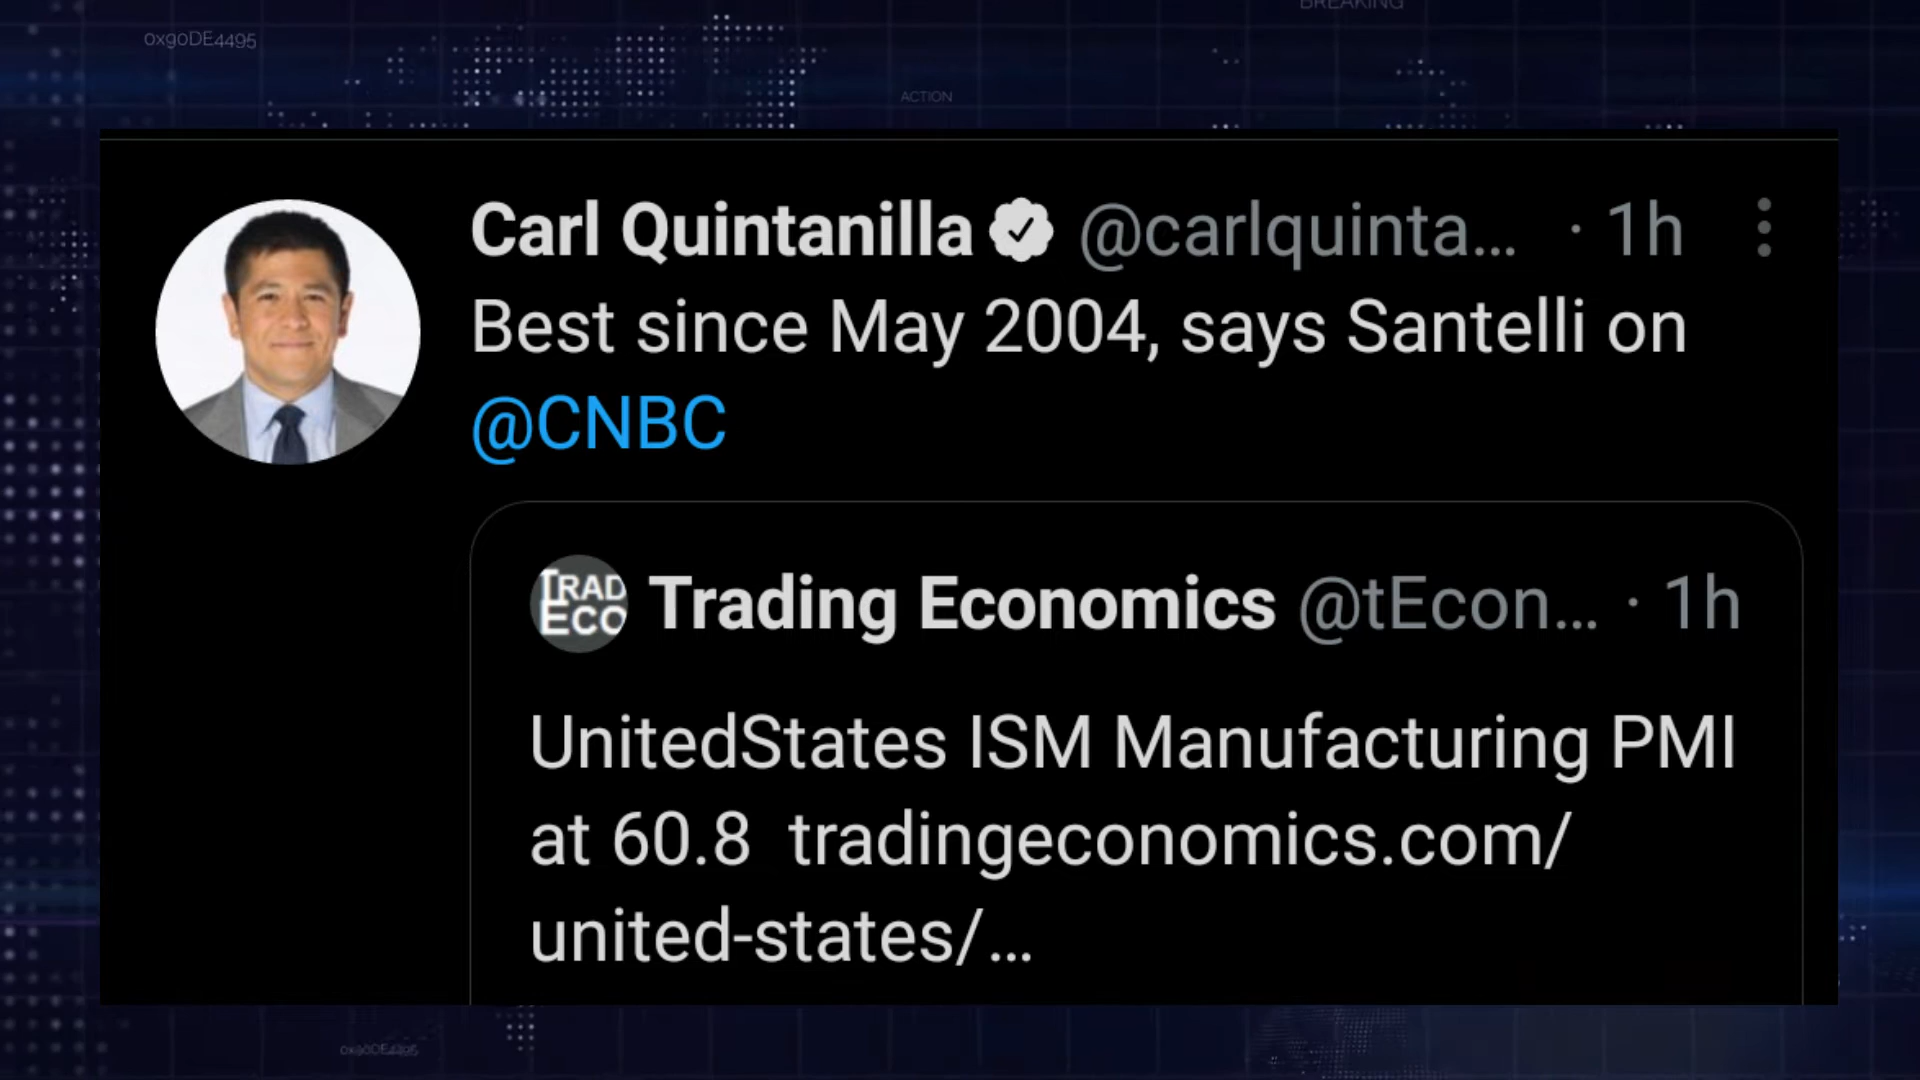 BREAKING
0x90DE4495
ACTION
Carl Quintanilla @carlquinta... · 1h
Best since May 2004, says Santelli on
@CNBC
TRAD
ECO
Trading Economics @tEcon... · 1h
UnitedStates ISM Manufacturing PMI
at 60.8 tradingeconomics.com/
united-states/...